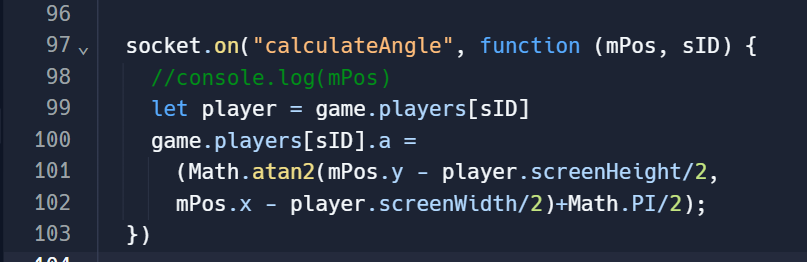 96
97 socket.on("calculateAngle", function (mPos, sID) {
98 //console.log(mPos)
99 let player = game.players[sID]
100 game.players[sID].a =
101 (Math.atan2(mPos.y - player.screenHeight/2,
102 mPos.x - player.screenWidth/2)+Math.PI/2);
103 })
104